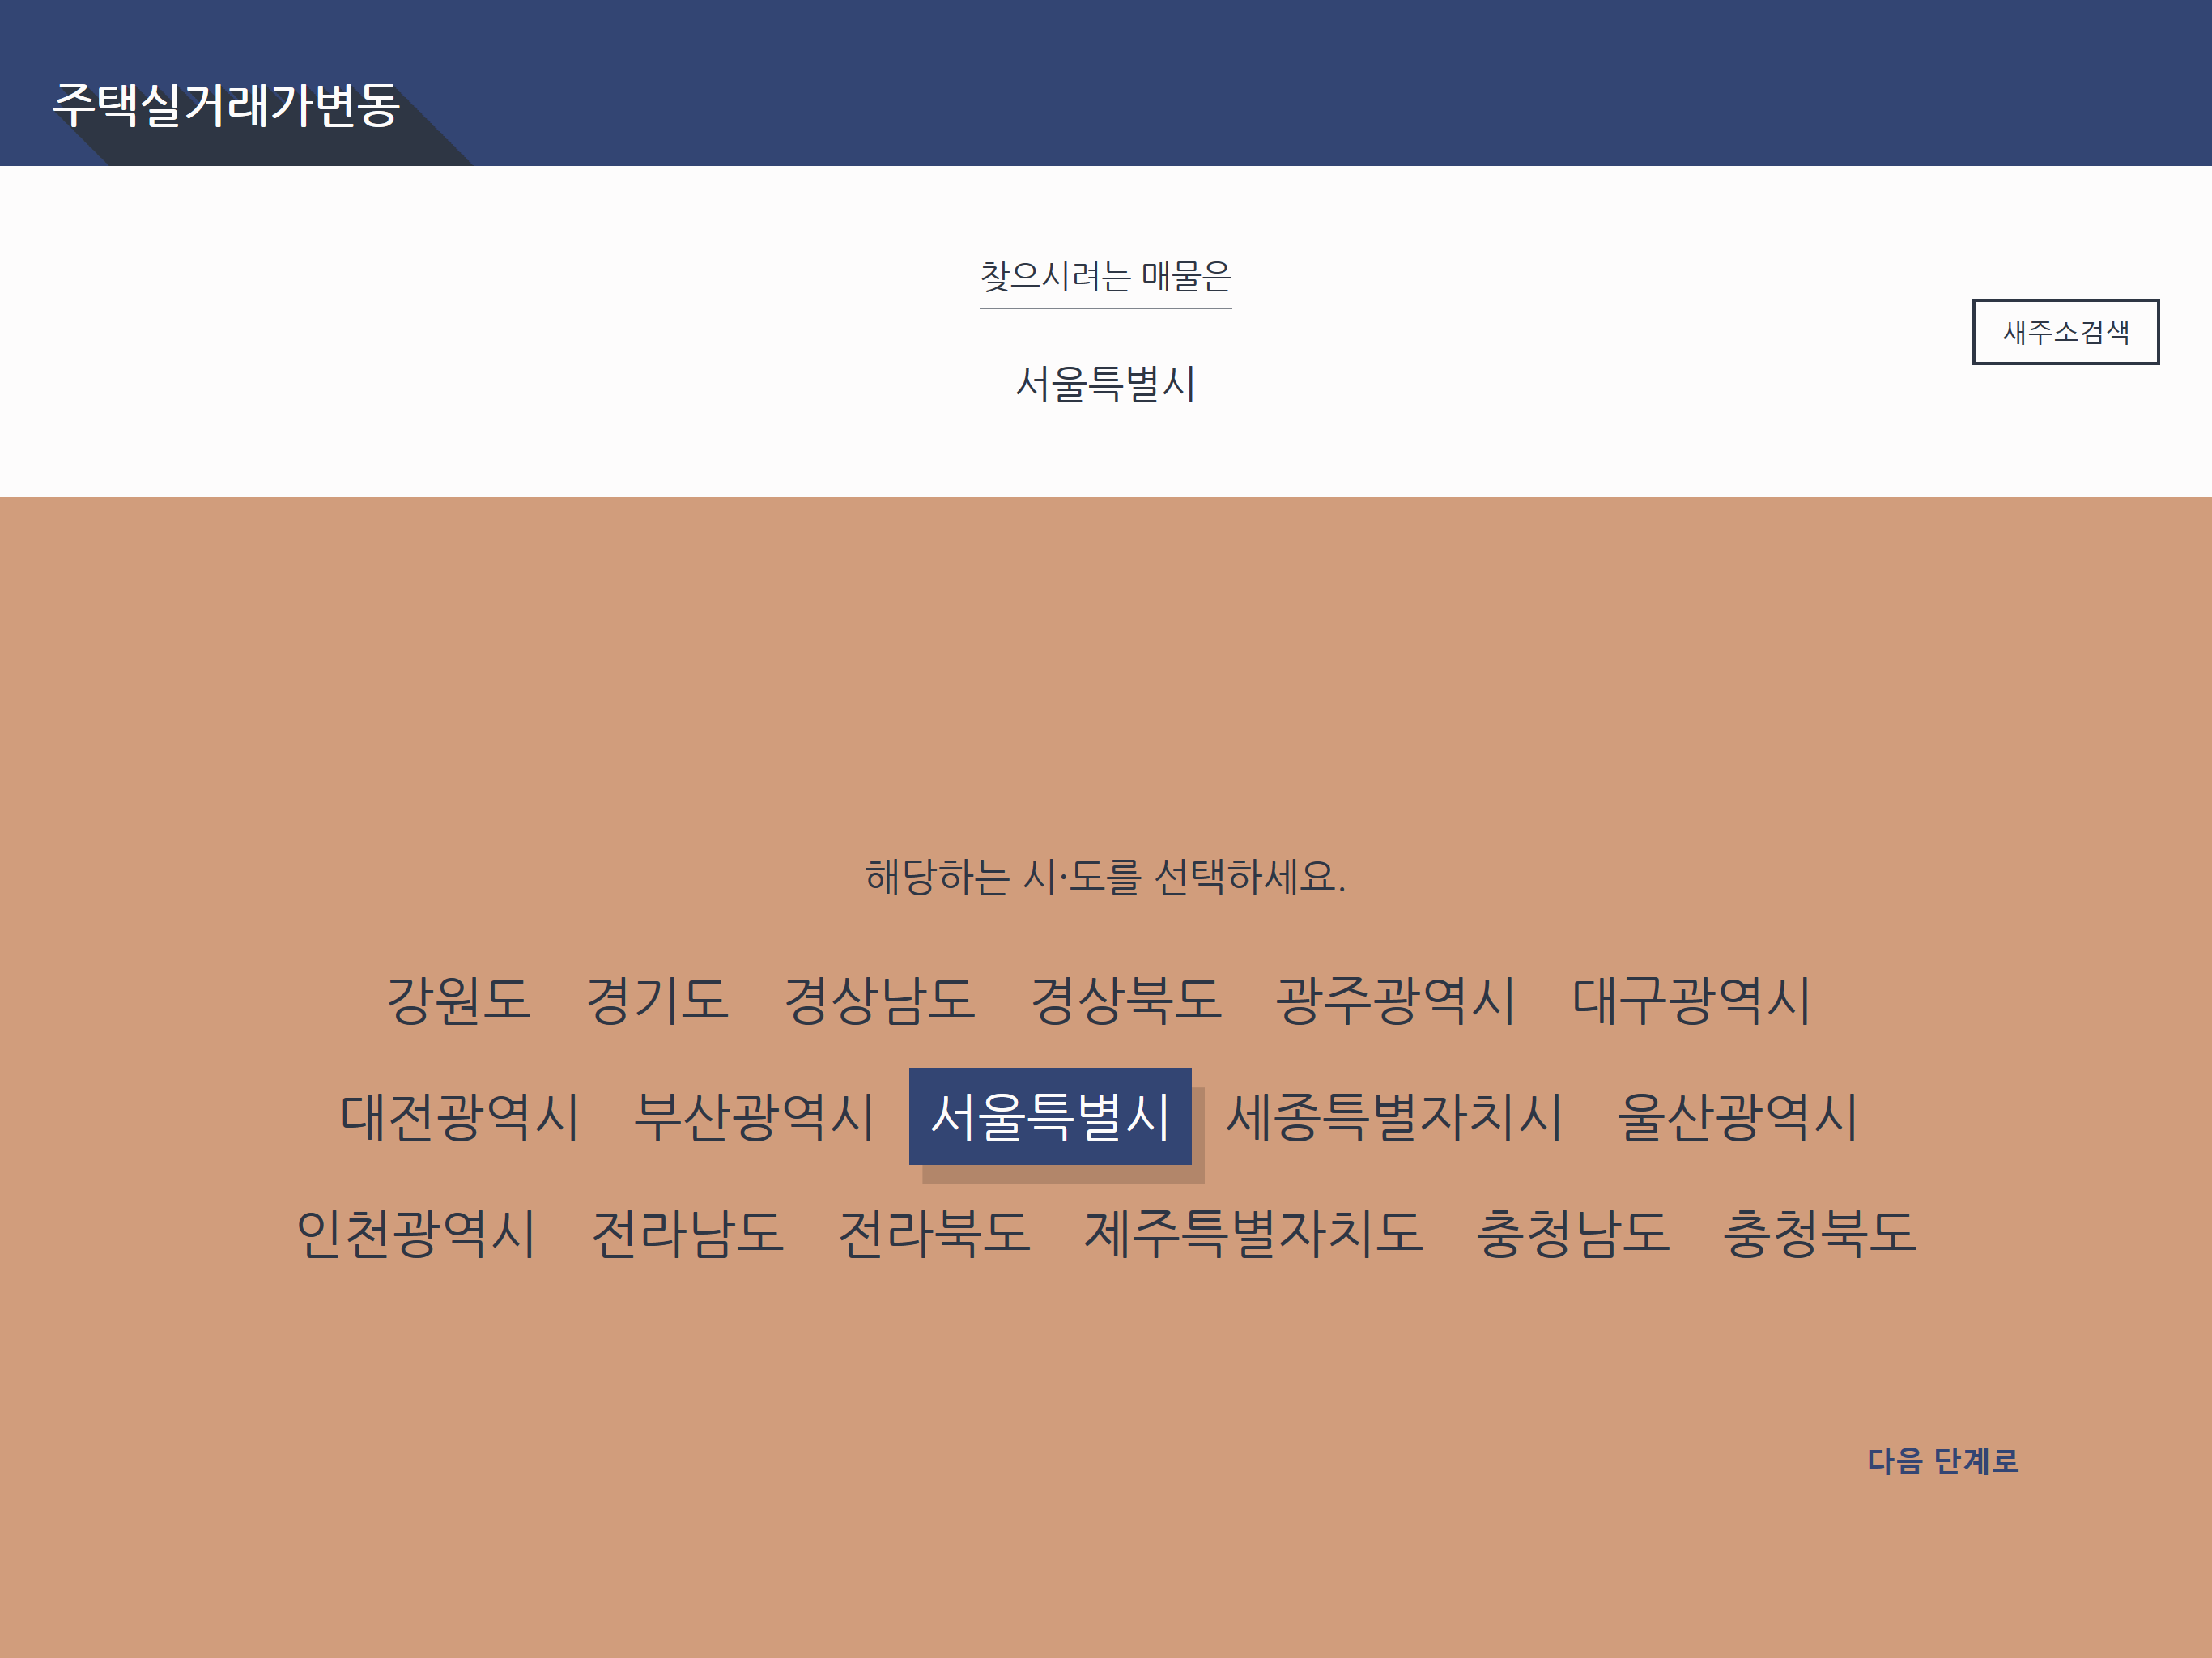 주택실거래가변동
찾으시려는 매물은
새주소검색
서울특별시
해당하는 시·도를 선택하세요.
강원도 경기도 경상남도 경상북도 광주광역시 대구광역시
대전광역시 부산광역시 서울특별시 세종특별자치시 울산광역시
인천광역시 전라남도 전라북도 제주특별자치도 충청남도 충청북도
다음 단계로